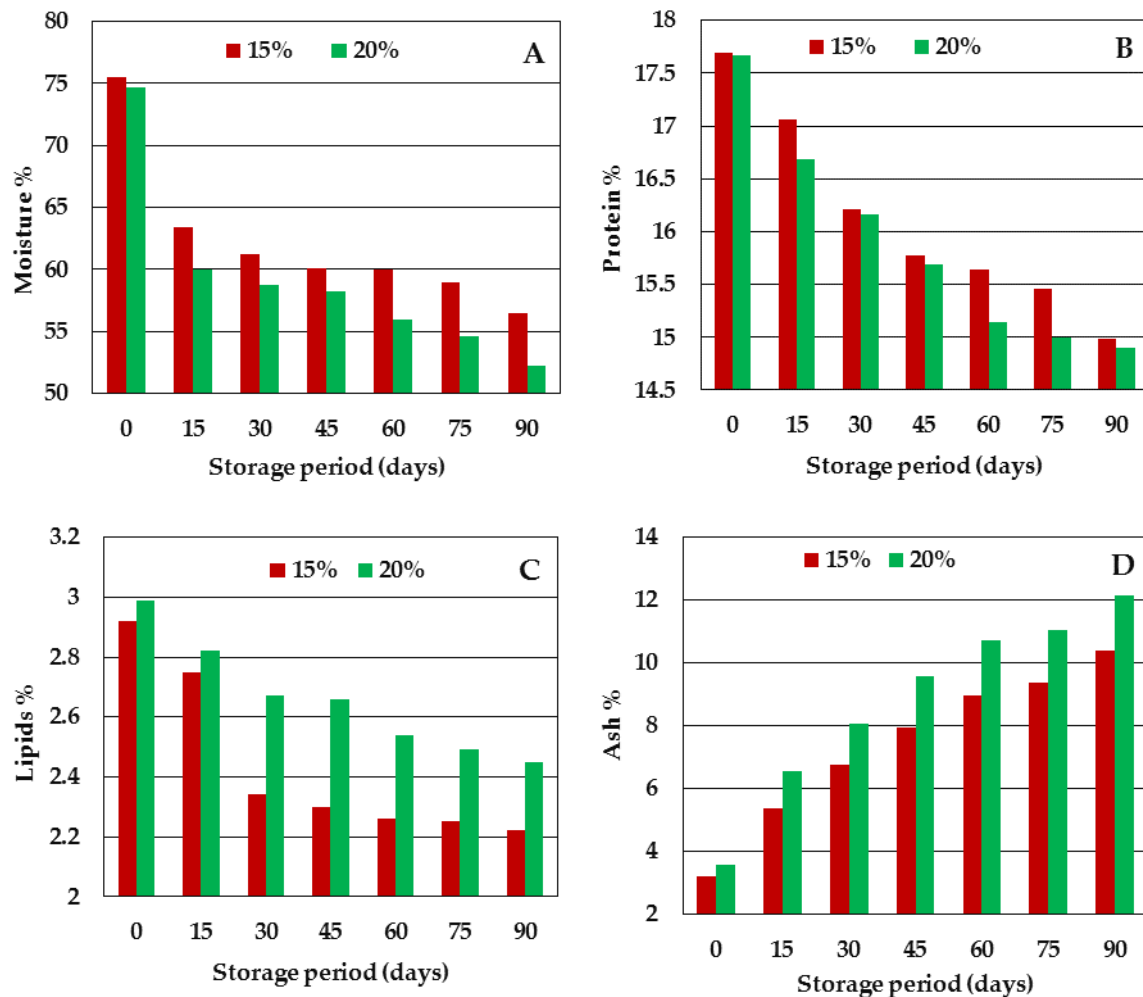 80
75
70
65
60
55
50
Moisture %
15% 20%
A
0 15 30 45 60 75 90
Storage period (days)
18
17.5
17
16.5
16
15.5
15
14.5
Protein %
15% 20%
B
0 15 30 45 60 75 90
Storage period (days)
3.2
3
2.8
2.6
2.4
2.2
2
Lipids %
15% 20%
C
0 15 30 45 60 75 90
Storage period (days)
14
12
10
8
6
4
2
Ash %
15% 20%
D
0 15 30 45 60 75 90
Storage period (days)